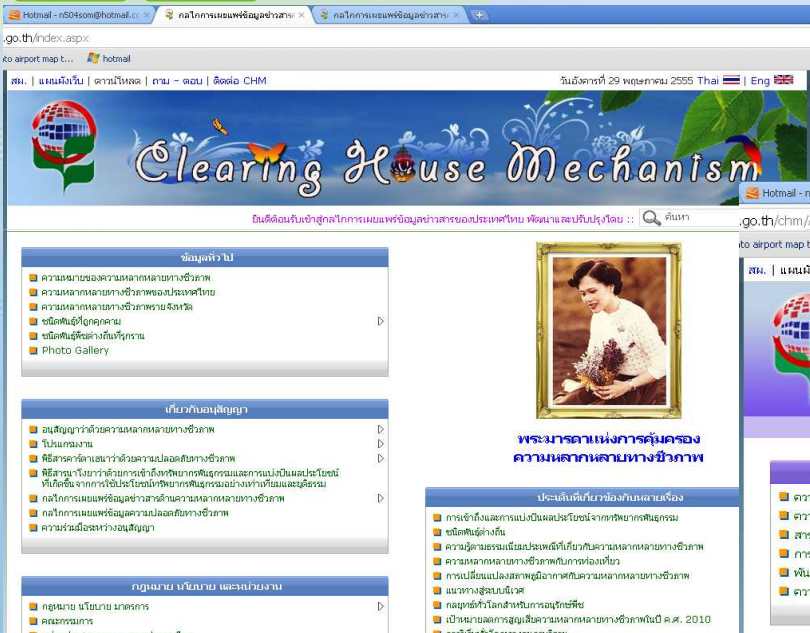 Hotmail - n504som@hotmail.cc
กลไกการเผยแพร่ข้อมูลข่าวสาร
กลไกการเผยแพร่ข้อมูลข่าวสาร
.go.th/index.aspx
to airport map t... hotmail
สผ. | แผนผังเว็บ | ดาวน์โหลด | ถาม - ตอบ | ติดต่อ CHM
วันอังคารที่ 29 พฤษภาคม 2555 Thai | Eng
Clearing House Mechanism
ยินดีต้อนรับเข้าสู่กลไกการเผยแพร่ข้อมูลข่าวสารของประเทศไทย พัฒนาและปรับปรุงโดย :: ค้นหา
ข้อมูลทั่วไป
ความหมายของความหลากหลายทางชีวภาพ
ความหลากหลายทางชีวภาพของประเทศไทย
ความหลากหลายทางชีวภาพรายจังหวัด
ชนิดพันธุ์ที่ถูกคุกคาม
ชนิดพันธุ์พืชต่างถิ่นที่รุกราน
Photo Gallery
เกี่ยวกับอนุสัญญา
อนุสัญญาว่าด้วยความหลากหลายทางชีวภาพ
โปรแกรมงาน
พิธีสารคาร์ตาเฮนาว่าด้วยความปลอดภัยทางชีวภาพ
พิธีสารนาโงยาว่าด้วยการเข้าถึงทรัพยากรพันธุกรรมและการแบ่งปันผลประโยชน์
ที่เกิดขึ้นจากการใช้ประโยชน์ทรัพยากรพันธุกรรมอย่างเท่าเทียมและยุติธรรม
กลไกการเผยแพร่ข้อมูลข่าวสารด้านความหลากหลายทางชีวภาพ
กลไกการเผยแพร่ข้อมูลความปลอดภัยทางชีวภาพ
ความร่วมมือระหว่างอนุสัญญา
กฎหมาย นโยบาย และหน่วยงาน
กฎหมาย นโยบาย มาตรการ
คณะกรรมการ
พระมารดาแห่งการคุ้มครอง
ความหลากหลายทางชีวภาพ
ประเด็นที่เกี่ยวข้องกับหลายเรื่อง
การเข้าถึงและการแบ่งปันผลประโยชน์จากทรัพยากรพันธุกรรม
ชนิดพันธุ์ต่างถิ่น
ความรู้ตามธรรมเนียมประเพณีที่เกี่ยวกับความหลากหลายทางชีวภาพ
ความหลากหลายทางชีวภาพกับการท่องเที่ยว
การเปลี่ยนแปลงสภาพภูมิอากาศกับความหลากหลายทางชีวภาพ
แนวทางสู่ระบบนิเวศ
กลยุทธ์ทั่วโลกสำหรับการอนุรักษ์พืช
เป้าหมายลดการสูญเสียความหลากหลายทางชีวภาพในปี ค.ศ. 2010
Hotmail - n
.go.th/chm/
to airport map t
สผ. | แผนผั